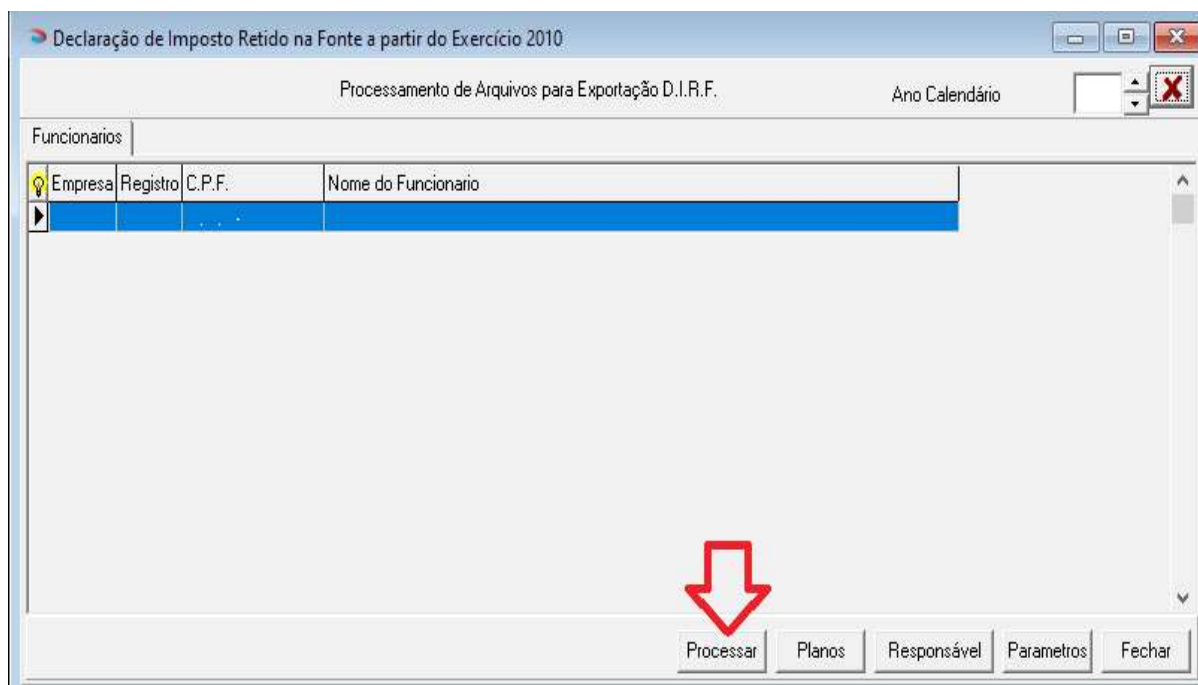 Declaração de Imposto Retido na Fonte a partir do Exercício 2010
Processamento de Arquivos para Exportação D.I.R.F. Ano Calendário
Funcionarios
Empresa Registro C.P.F. Nome do Funcionario
. . -
Processar Planos Responsável Parametros Fechar